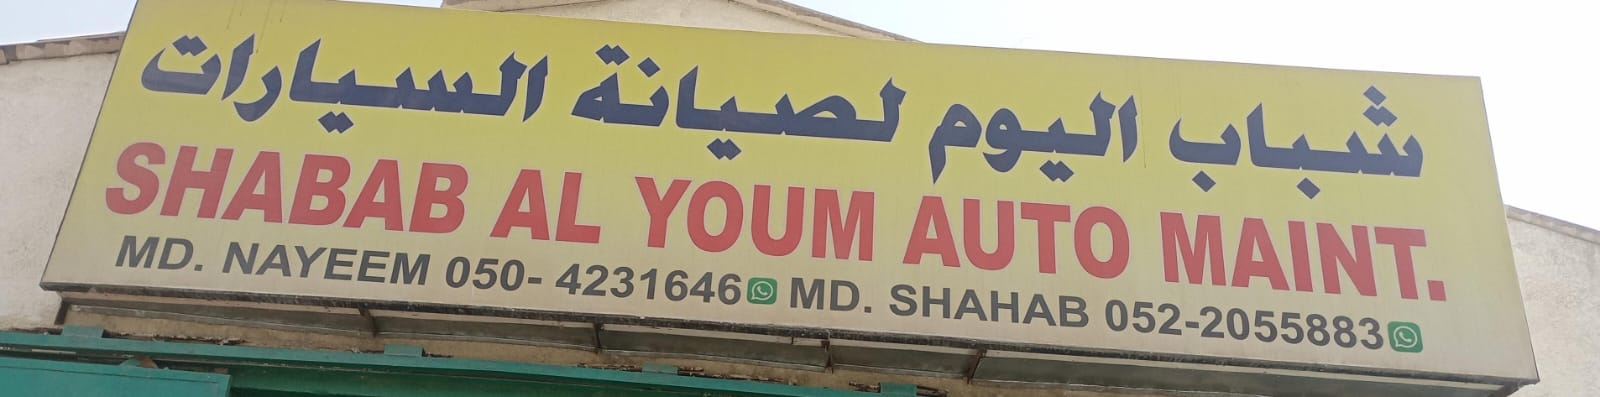 شباب اليوم لصيانة السيارات
SHABAB AL YOUM AUTO MAINT.
MD. NAYEEM 050- 4231646 MD. SHAHAB 052-2055883